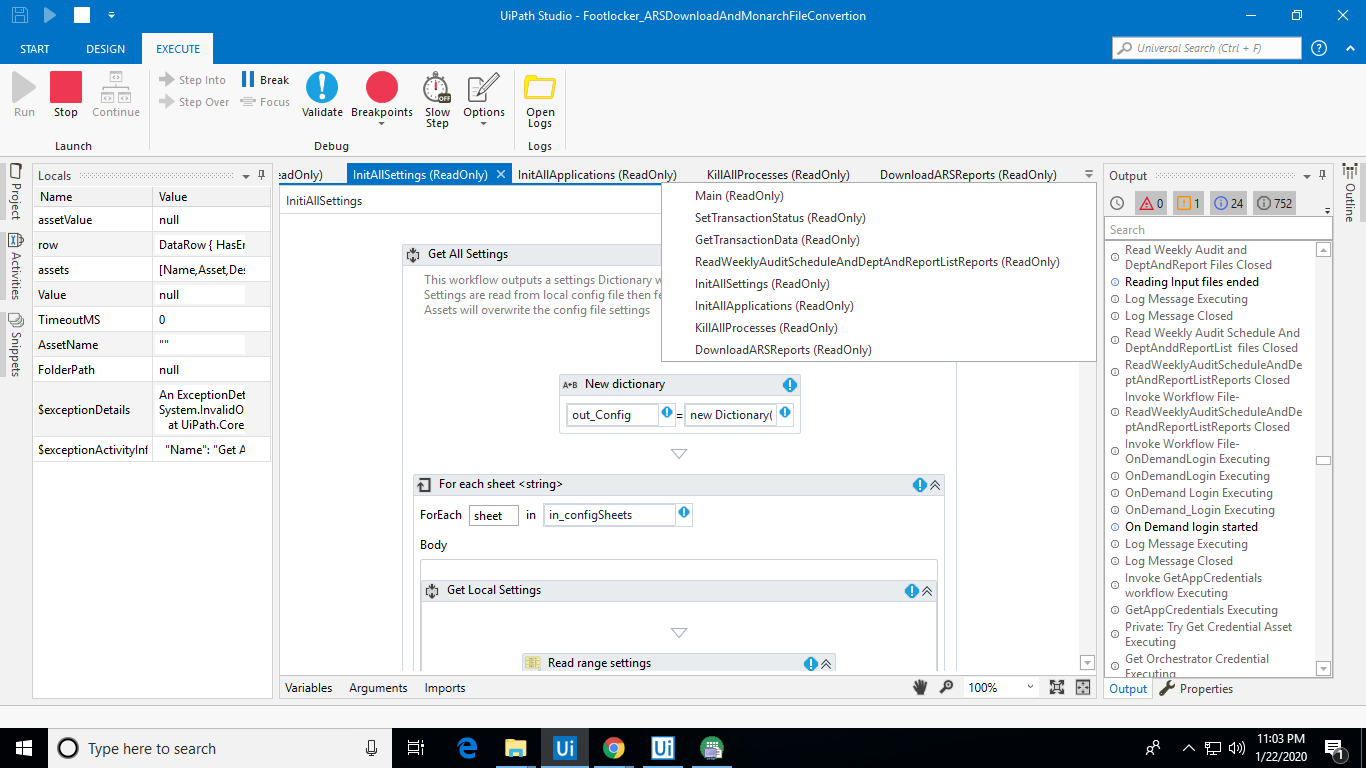 UiPath Studio - Footlocker_ARSDownloadAndMonarchFileConvertion
START DESIGN EXECUTE
Universal Search (Ctrl + F)
Run Stop Continue
Step Into
Step Over
Break
Focus
Validate Breakpoints Slow Step Options
OFF
Open Logs
Launch Debug Logs
Project
Activities
Snippets
Locals
Name Value
assetValue null
row DataRow { HasEr
assets [Name,Asset,Des
Value null
TimeoutMS 0
AssetName ""
FolderPath null
$exceptionDetails An ExceptionDet
System.InvalidO
at UiPath.Core
$exceptionActivityInf "Name": "Get A
eadOnly) InitAllSettings (ReadOnly) InitAllApplications (ReadOnly) KillAllProcesses (ReadOnly) DownloadARSReports (ReadOnly)
InitiAllSettings
Main (ReadOnly)
SetTransactionStatus (ReadOnly)
GetTransactionData (ReadOnly)
ReadWeeklyAuditScheduleAndDeptAndReportListReports (ReadOnly)
InitAllSettings (ReadOnly)
InitAllApplications (ReadOnly)
KillAllProcesses (ReadOnly)
DownloadARSReports (ReadOnly)
Get All Settings
This workflow outputs a settings Dictionary w
Settings are read from local config file then fe
Assets will overwrite the config file settings
A+B New dictionary
out_Config = new Dictionary(
For each sheet <string>
ForEach sheet in in_configSheets
Body
Get Local Settings
Read range settings
Variables Arguments Imports
100%
Output
0 1 24 752
Search
Read Weekly Audit and
DeptAndReport Files Closed
Reading Input files ended
Log Message Executing
Log Message Closed
Read Weekly Audit Schedule And
DeptAnddReportList files Closed
ReadWeeklyAuditScheduleAndDe
ptAndReportListReports Closed
Invoke Workflow File-
ReadWeeklyAuditScheduleAndDe
ptAndReportListReports Closed
Invoke Workflow File-
OnDemandLogin Executing
OnDemandLogin Executing
OnDemand Login Executing
OnDemand_Login Executing
On Demand login started
Log Message Executing
Log Message Closed
Invoke GetAppCredentials
workflow Executing
GetAppCredentials Executing
Private: Try Get Credential Asset
Executing
Get Orchestrator Credential
Executing
Output Properties
Outline
Type here to search
Ui
Ui
11:03 PM
1/22/2020
1